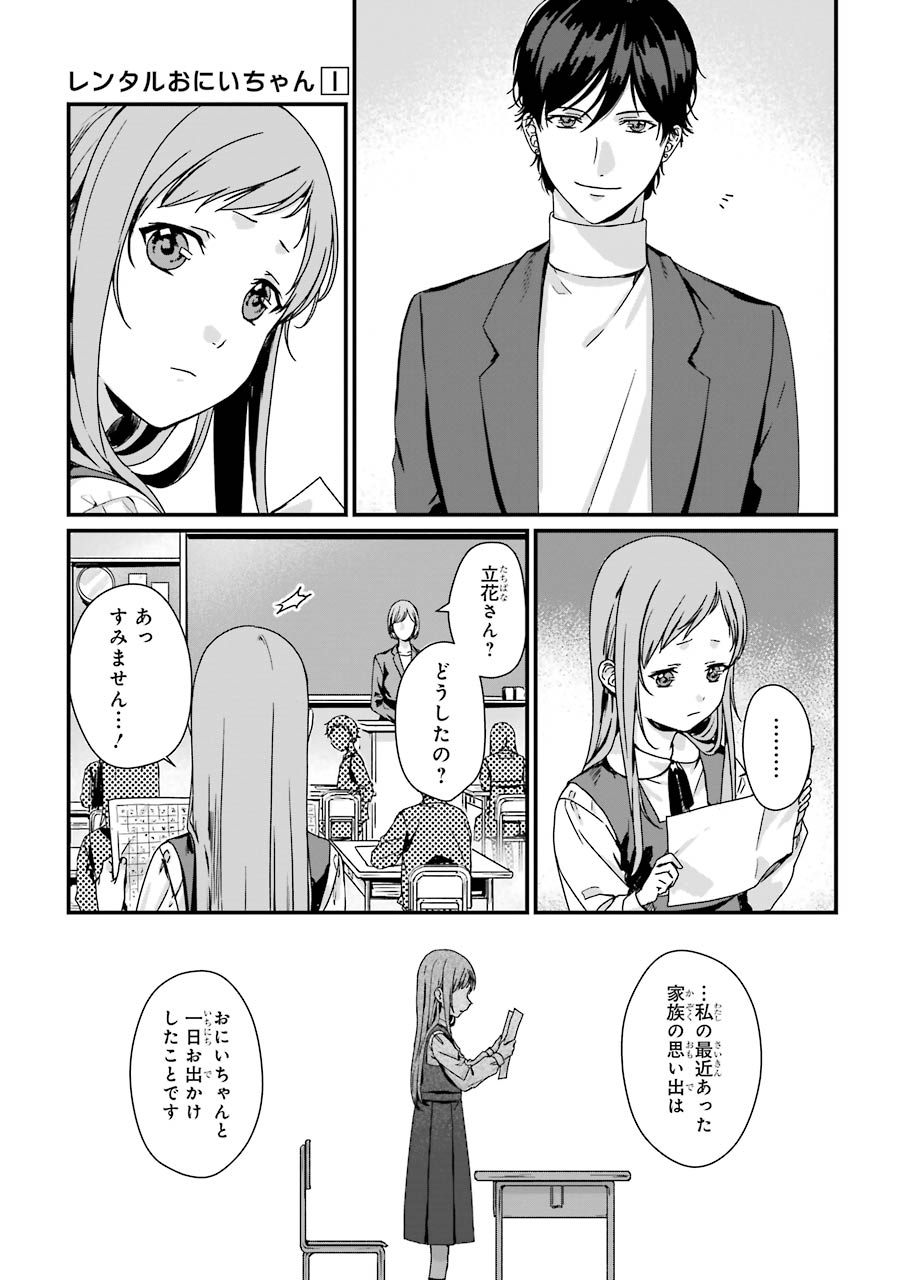 レンタルおにいちゃん 1
………
立花さん？
どうしたの？
あっ
すみません…！
…私の最近あった
家族の思い出は
おにいちゃんと
一日お出かけ
したことです